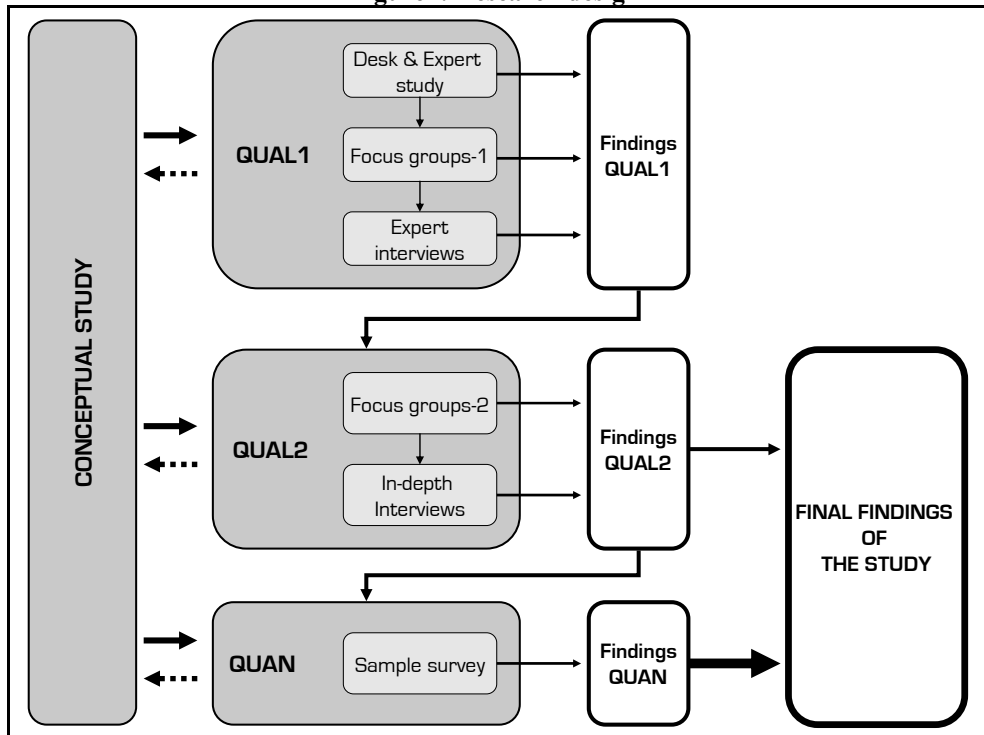 CONCEPTUAL STUDY
QUAL1
Desk & Expert
study
Focus groups-1
Expert
interviews
Findings
QUAL1
QUAL2
Focus groups-2
In-depth
Interviews
Findings
QUAL2
QUAN
Sample survey
Findings
QUAN
FINAL FINDINGS
OF
THE STUDY